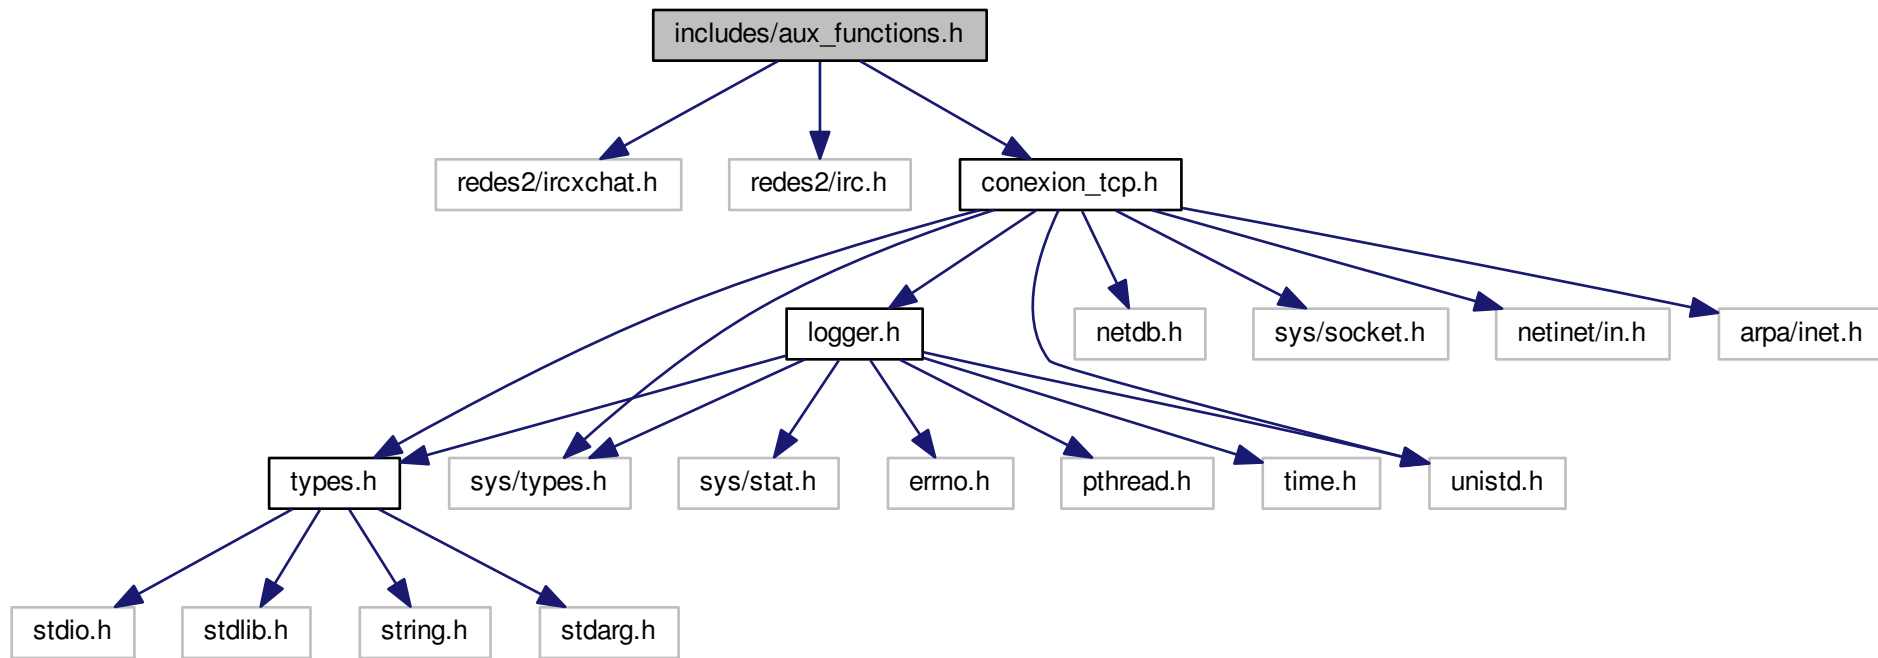 includes/aux_functions.h
redes2/ircxchat.h
redes2/irc.h
conexion_tcp.h
logger.h
netdb.h
sys/socket.h
netinet/in.h
arpa/inet.h
types.h
sys/types.h
sys/stat.h
errno.h
pthread.h
time.h
unistd.h
stdio.h
stdlib.h
string.h
stdarg.h